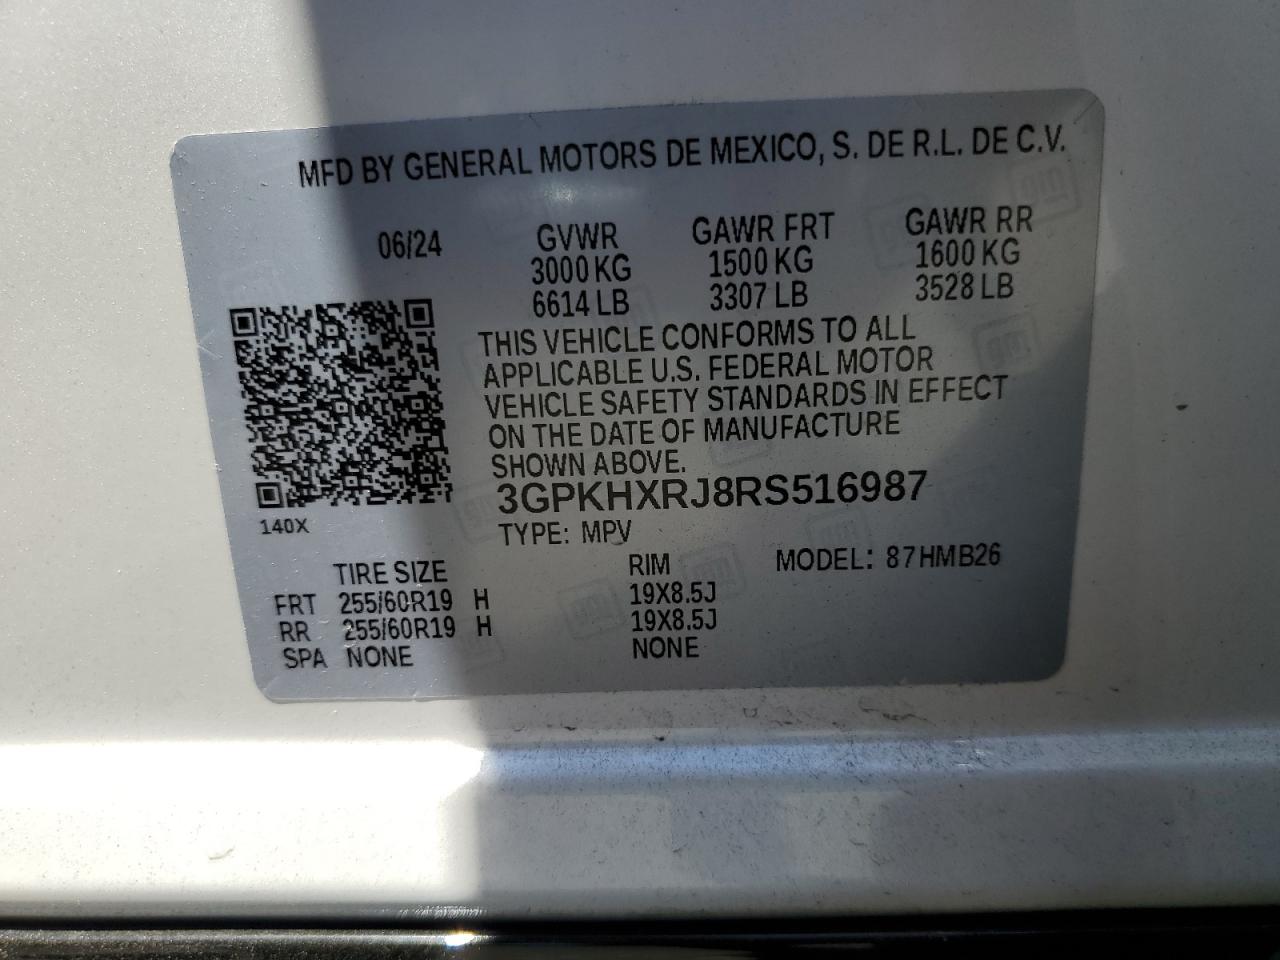 MFD BY GENERAL MOTORS DE MEXICO, S. DE R.L. DE C.V.
06/24 GVWR GAWR FRT GAWR RR
3000 KG 1500 KG 1600 KG
6614 LB 3307 LB 3528 LB
THIS VEHICLE CONFORMS TO ALL
APPLICABLE U.S. FEDERAL MOTOR
VEHICLE SAFETY STANDARDS IN EFFECT
ON THE DATE OF MANUFACTURE
SHOWN ABOVE.
3GPKHXRJ8RS516987
140X
TYPE: MPV
TIRE SIZE RIM MODEL: 87HMB26
FRT 255/60R19 H 19X8.5J
RR 255/60R19 H 19X8.5J
SPA NONE NONE